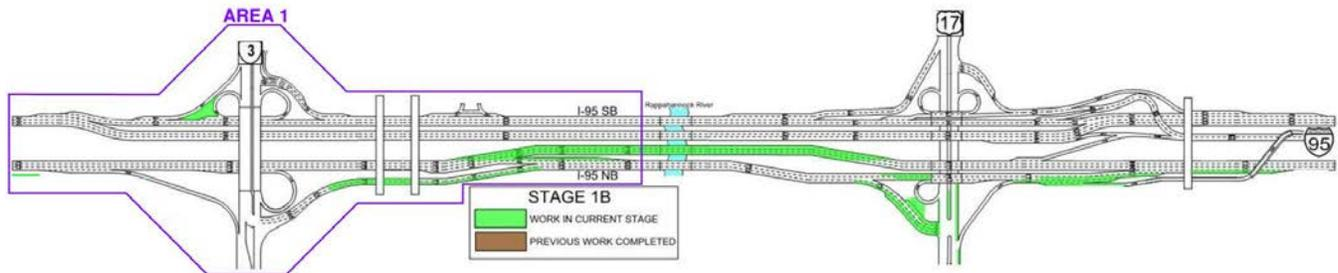 AREA 1
3
17
Rappahannock River
I-95 SB
95
I-95 NB
STAGE 1B
WORK IN CURRENT STAGE
PREVIOUS WORK COMPLETED